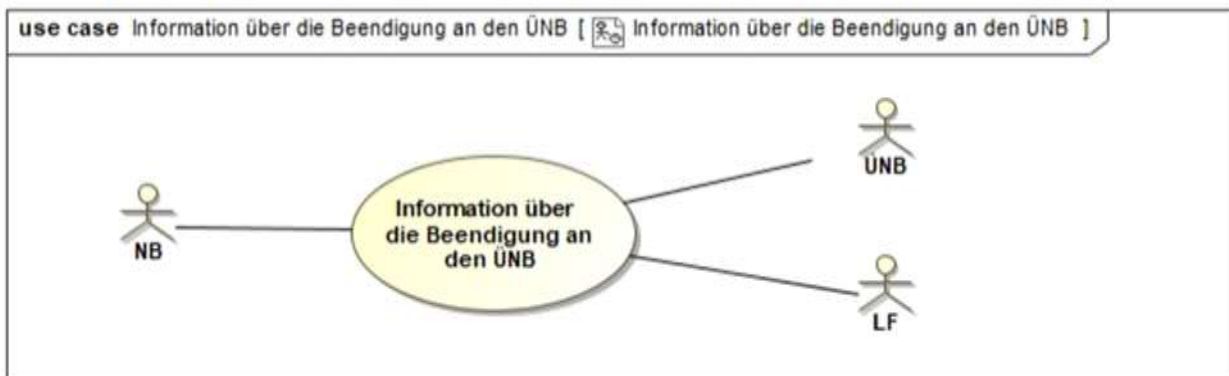 use case Information über die Beendigung an den ÜNB [ Information über die Beendigung an den ÜNB ]
ÜNB
NB
Information über
die Beendigung an
den ÜNB
LF